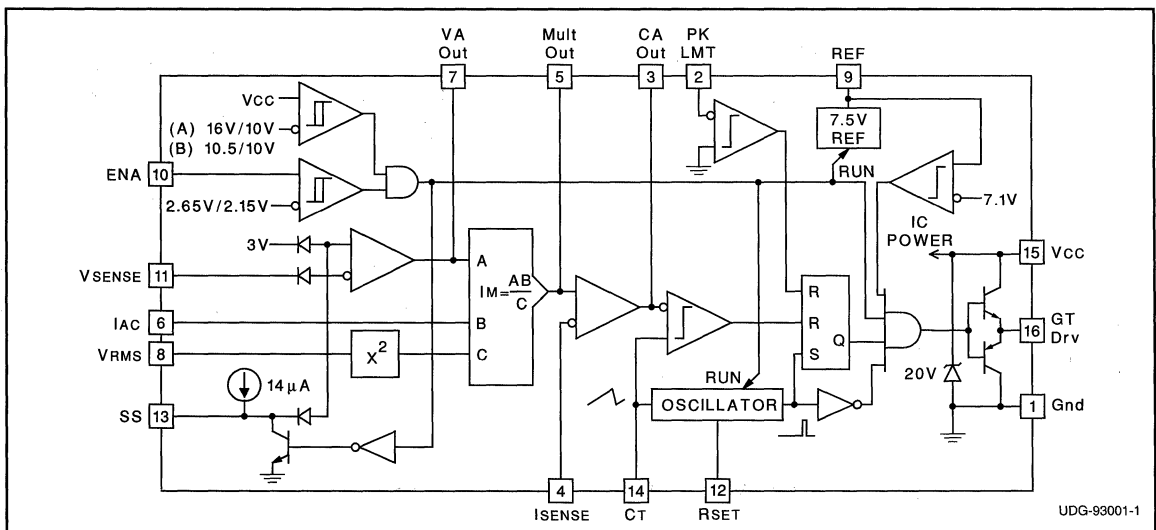 VA Out
7
Mult Out
5
CA Out
3
PK LMT
2
REF
9
VCC
(A) 16V/10V
(B) 10.5/10V
ENA 10
2.65V/2.15V
7.5V REF
RUN
7.1V
IC POWER
15 VCC
3V
VSENSE 11
A
IM=AB/C
B
C
IAC 6
VRMS 8
X²
R
R
S
Q
16 GT Drv
20V
1 Gnd
14 μA
SS 13
RUN
OSCILLATOR
4
ISENSE
14
CT
12
RSET
UDG-93001-1